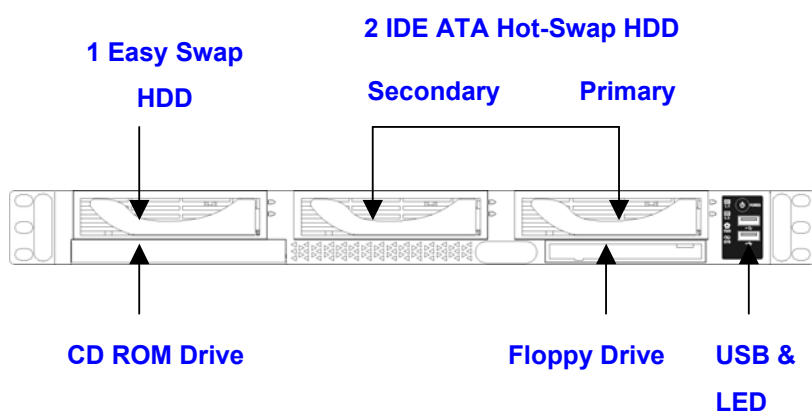 2 IDE ATA Hot-Swap HDD
1 Easy Swap
HDD
Secondary Primary
CD ROM Drive
Floppy Drive
USB &
LED